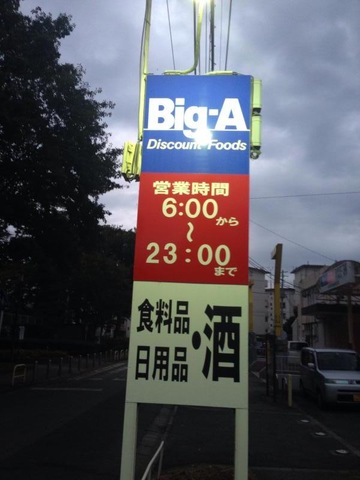 Big-A
Discount Foods
営業時間
6:00から
～
23:00まで
食料品
日用品・酒